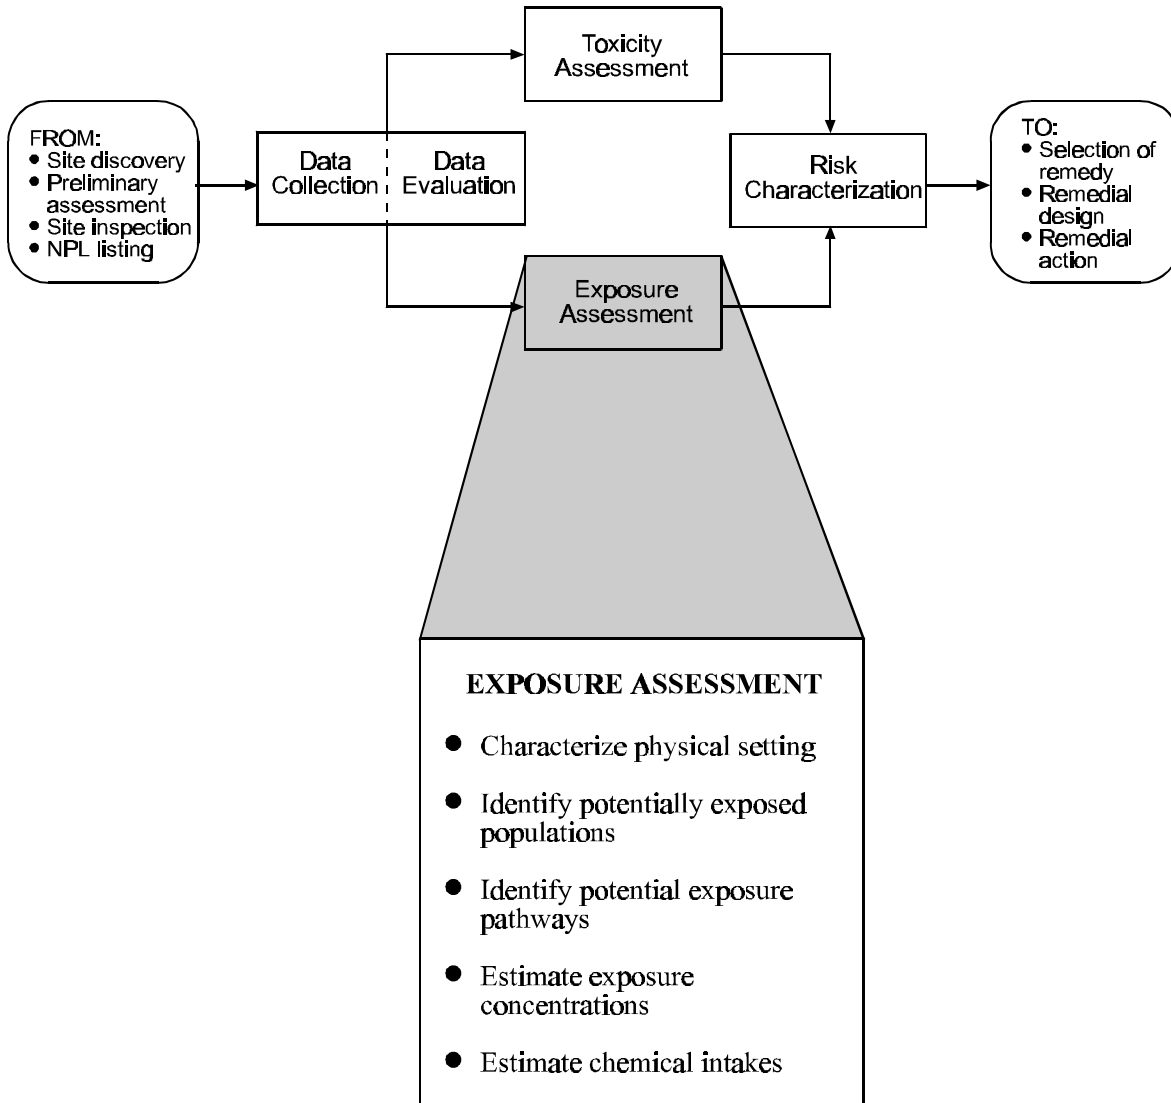 Toxicity
Assessment
FROM:
● Site discovery
● Preliminary
assessment
● Site inspection
● NPL listing
Data
Collection
Data
Evaluation
Risk
Characterization
TO:
● Selection of
remedy
● Remedial
design
● Remedial
action
Exposure
Assessment
EXPOSURE ASSESSMENT
● Characterize physical setting
● Identify potentially exposed
populations
● Identify potential exposure
pathways
● Estimate exposure
concentrations
● Estimate chemical intakes